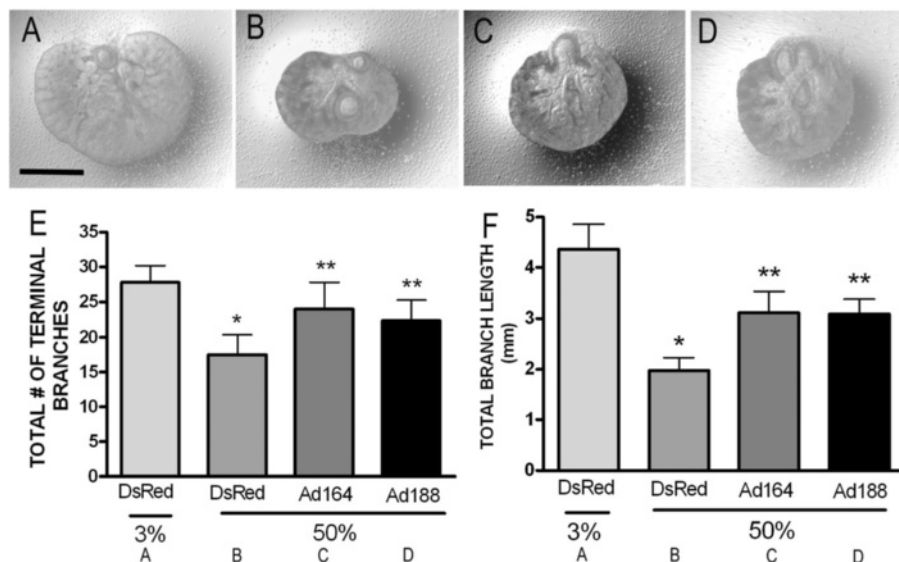 A
B
C
D
E
TOTAL # OF TERMINAL
BRANCHES
35
30
25
20
15
10
5
0
*
**
**
DsRed
DsRed
Ad164
Ad188
3%
50%
A
B
C
D
F
TOTAL BRANCH LENGTH
(mm)
5
4
3
2
1
0
*
**
**
DsRed
DsRed
Ad164
Ad188
3%
50%
A
B
C
D